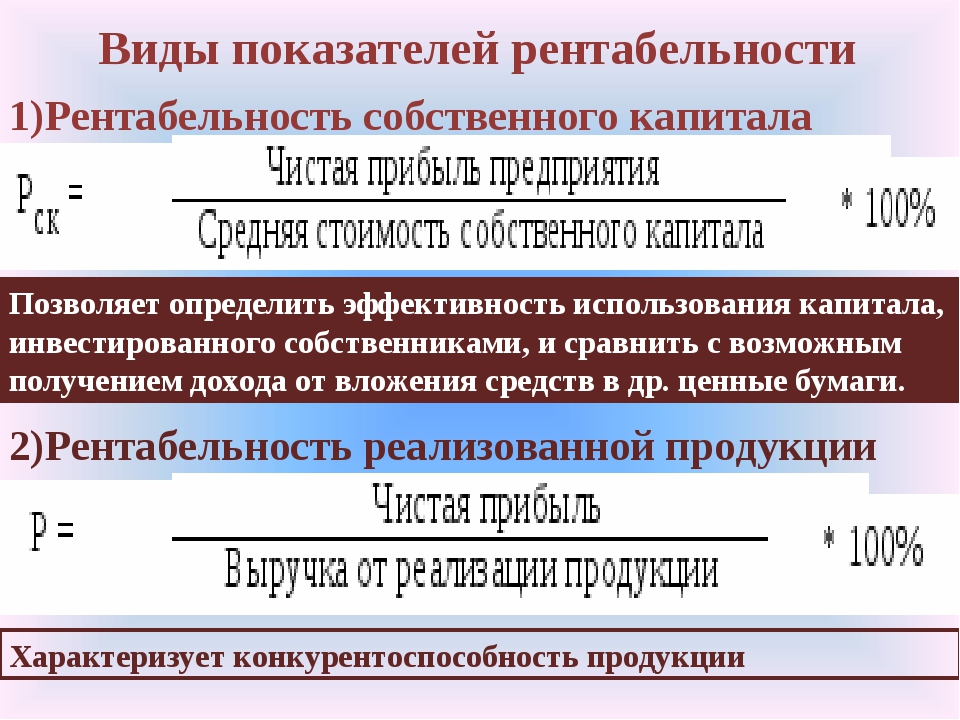 Виды показателей рентабельности
1)Рентабельность собственного капитала
Чистая прибыль предприятия
Рск =
* 100%
Средняя стоимость собственного капитала
Позволяет определить эффективность использования капитала,
инвестированного собственниками, и сравнить с возможным
получением дохода от вложения средств в др. ценные бумаги.
2)Рентабельность реализованной продукции
Чистая прибыль
Р =
* 100%
Выручка от реализации продукции
Характеризует конкурентоспособность продукции